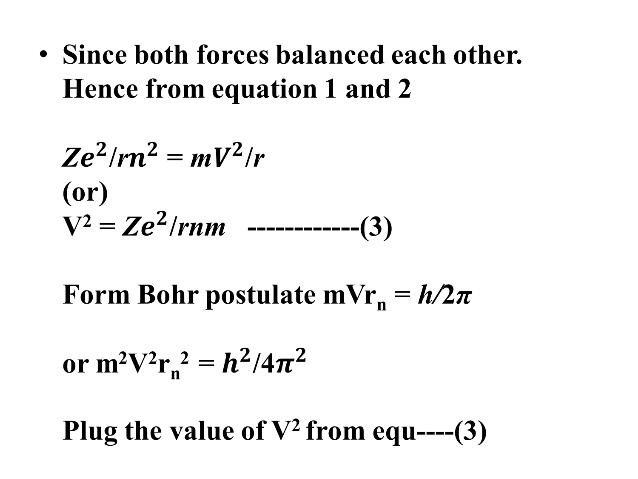 • Since both forces balanced each other.
Hence from equation 1 and 2
Ze²/rn² = mV²/r
(or)
V² = Ze²/rnm ------------(3)
Form Bohr postulate mVrₙ = h/2π
or m²V²rₙ² = h²/4π²
Plug the value of V² from equ----(3)